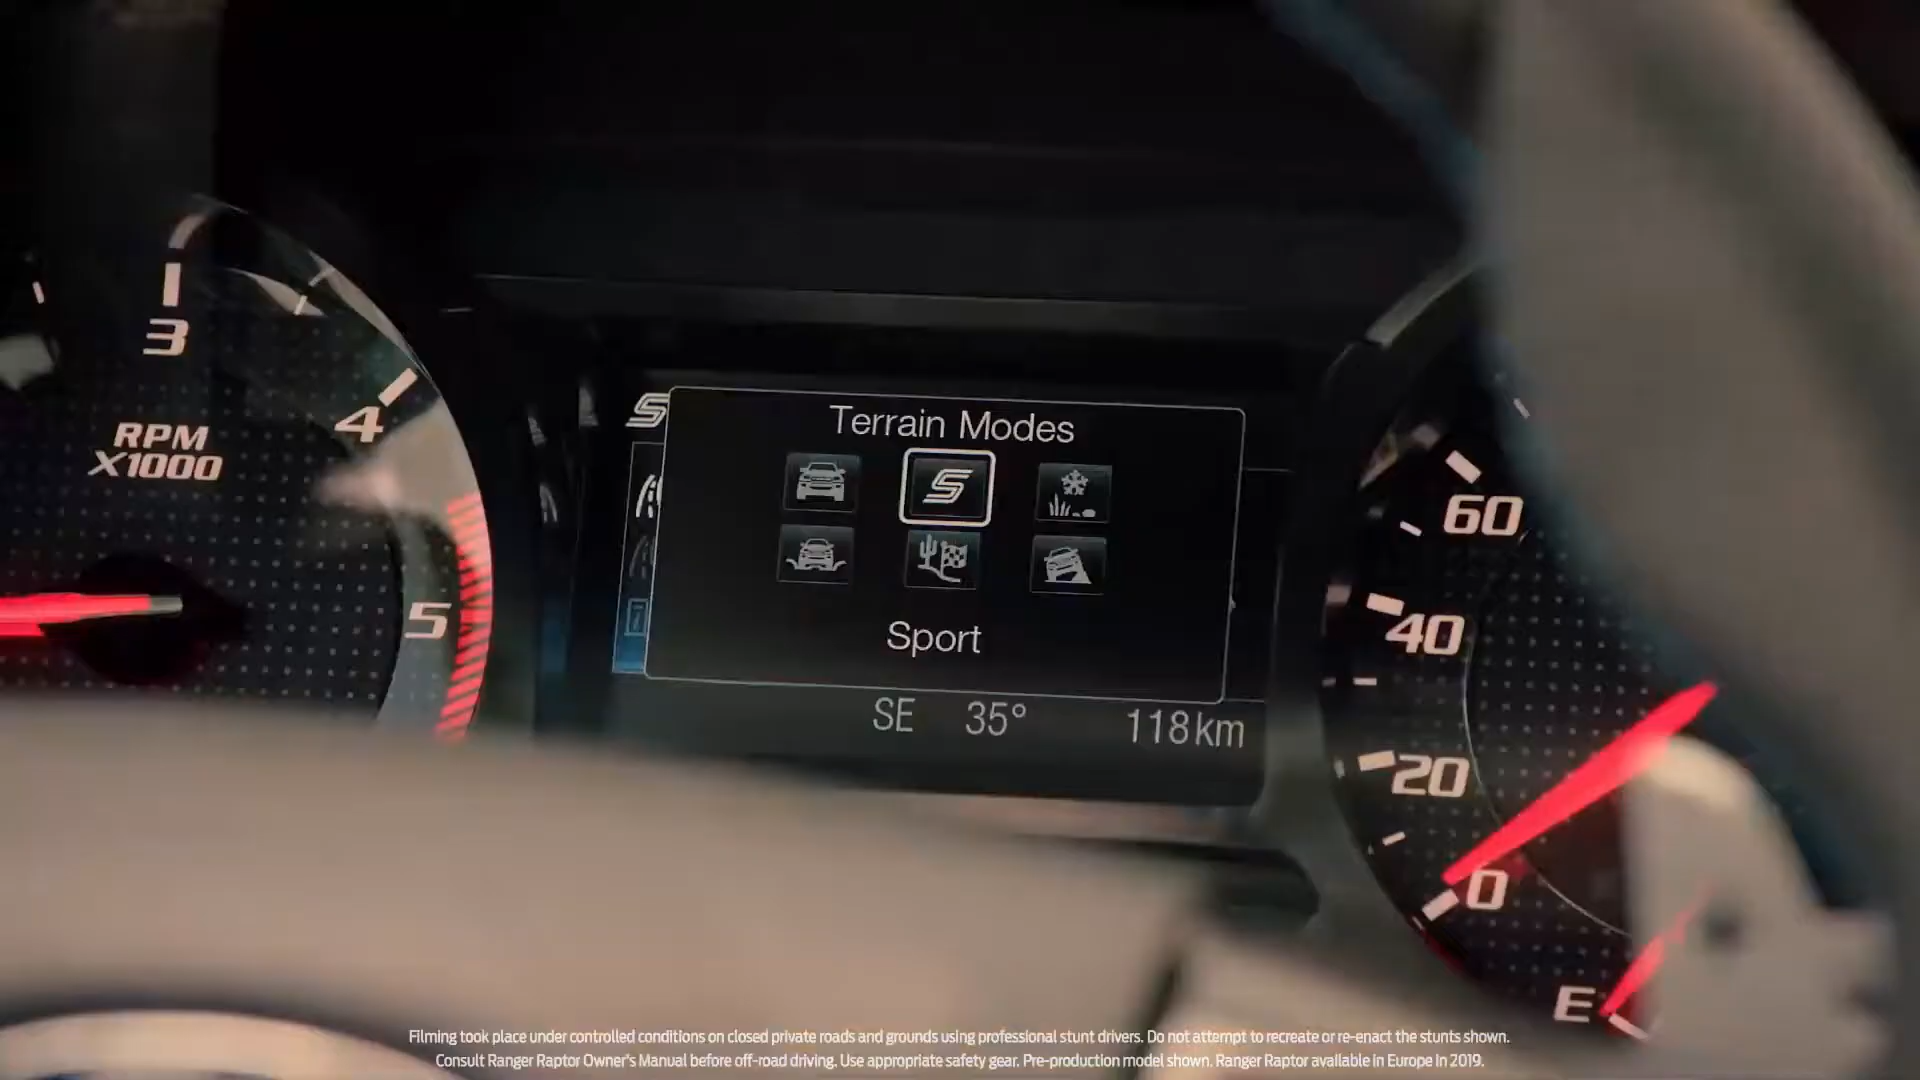 3
4
RPM
X1000
5
S
Terrain Modes
S
Sport
SE 35° 118km
60
40
20
0
E
Filming took place under controlled conditions on closed private roads and grounds using professional stunt drivers. Do not attempt to recreate or re-enact the stunts shown.
Consult Ranger Raptor Owner's Manual before off-road driving. Use appropriate safety gear. Pre-production model shown. Ranger Raptor available in Europe in 2019.